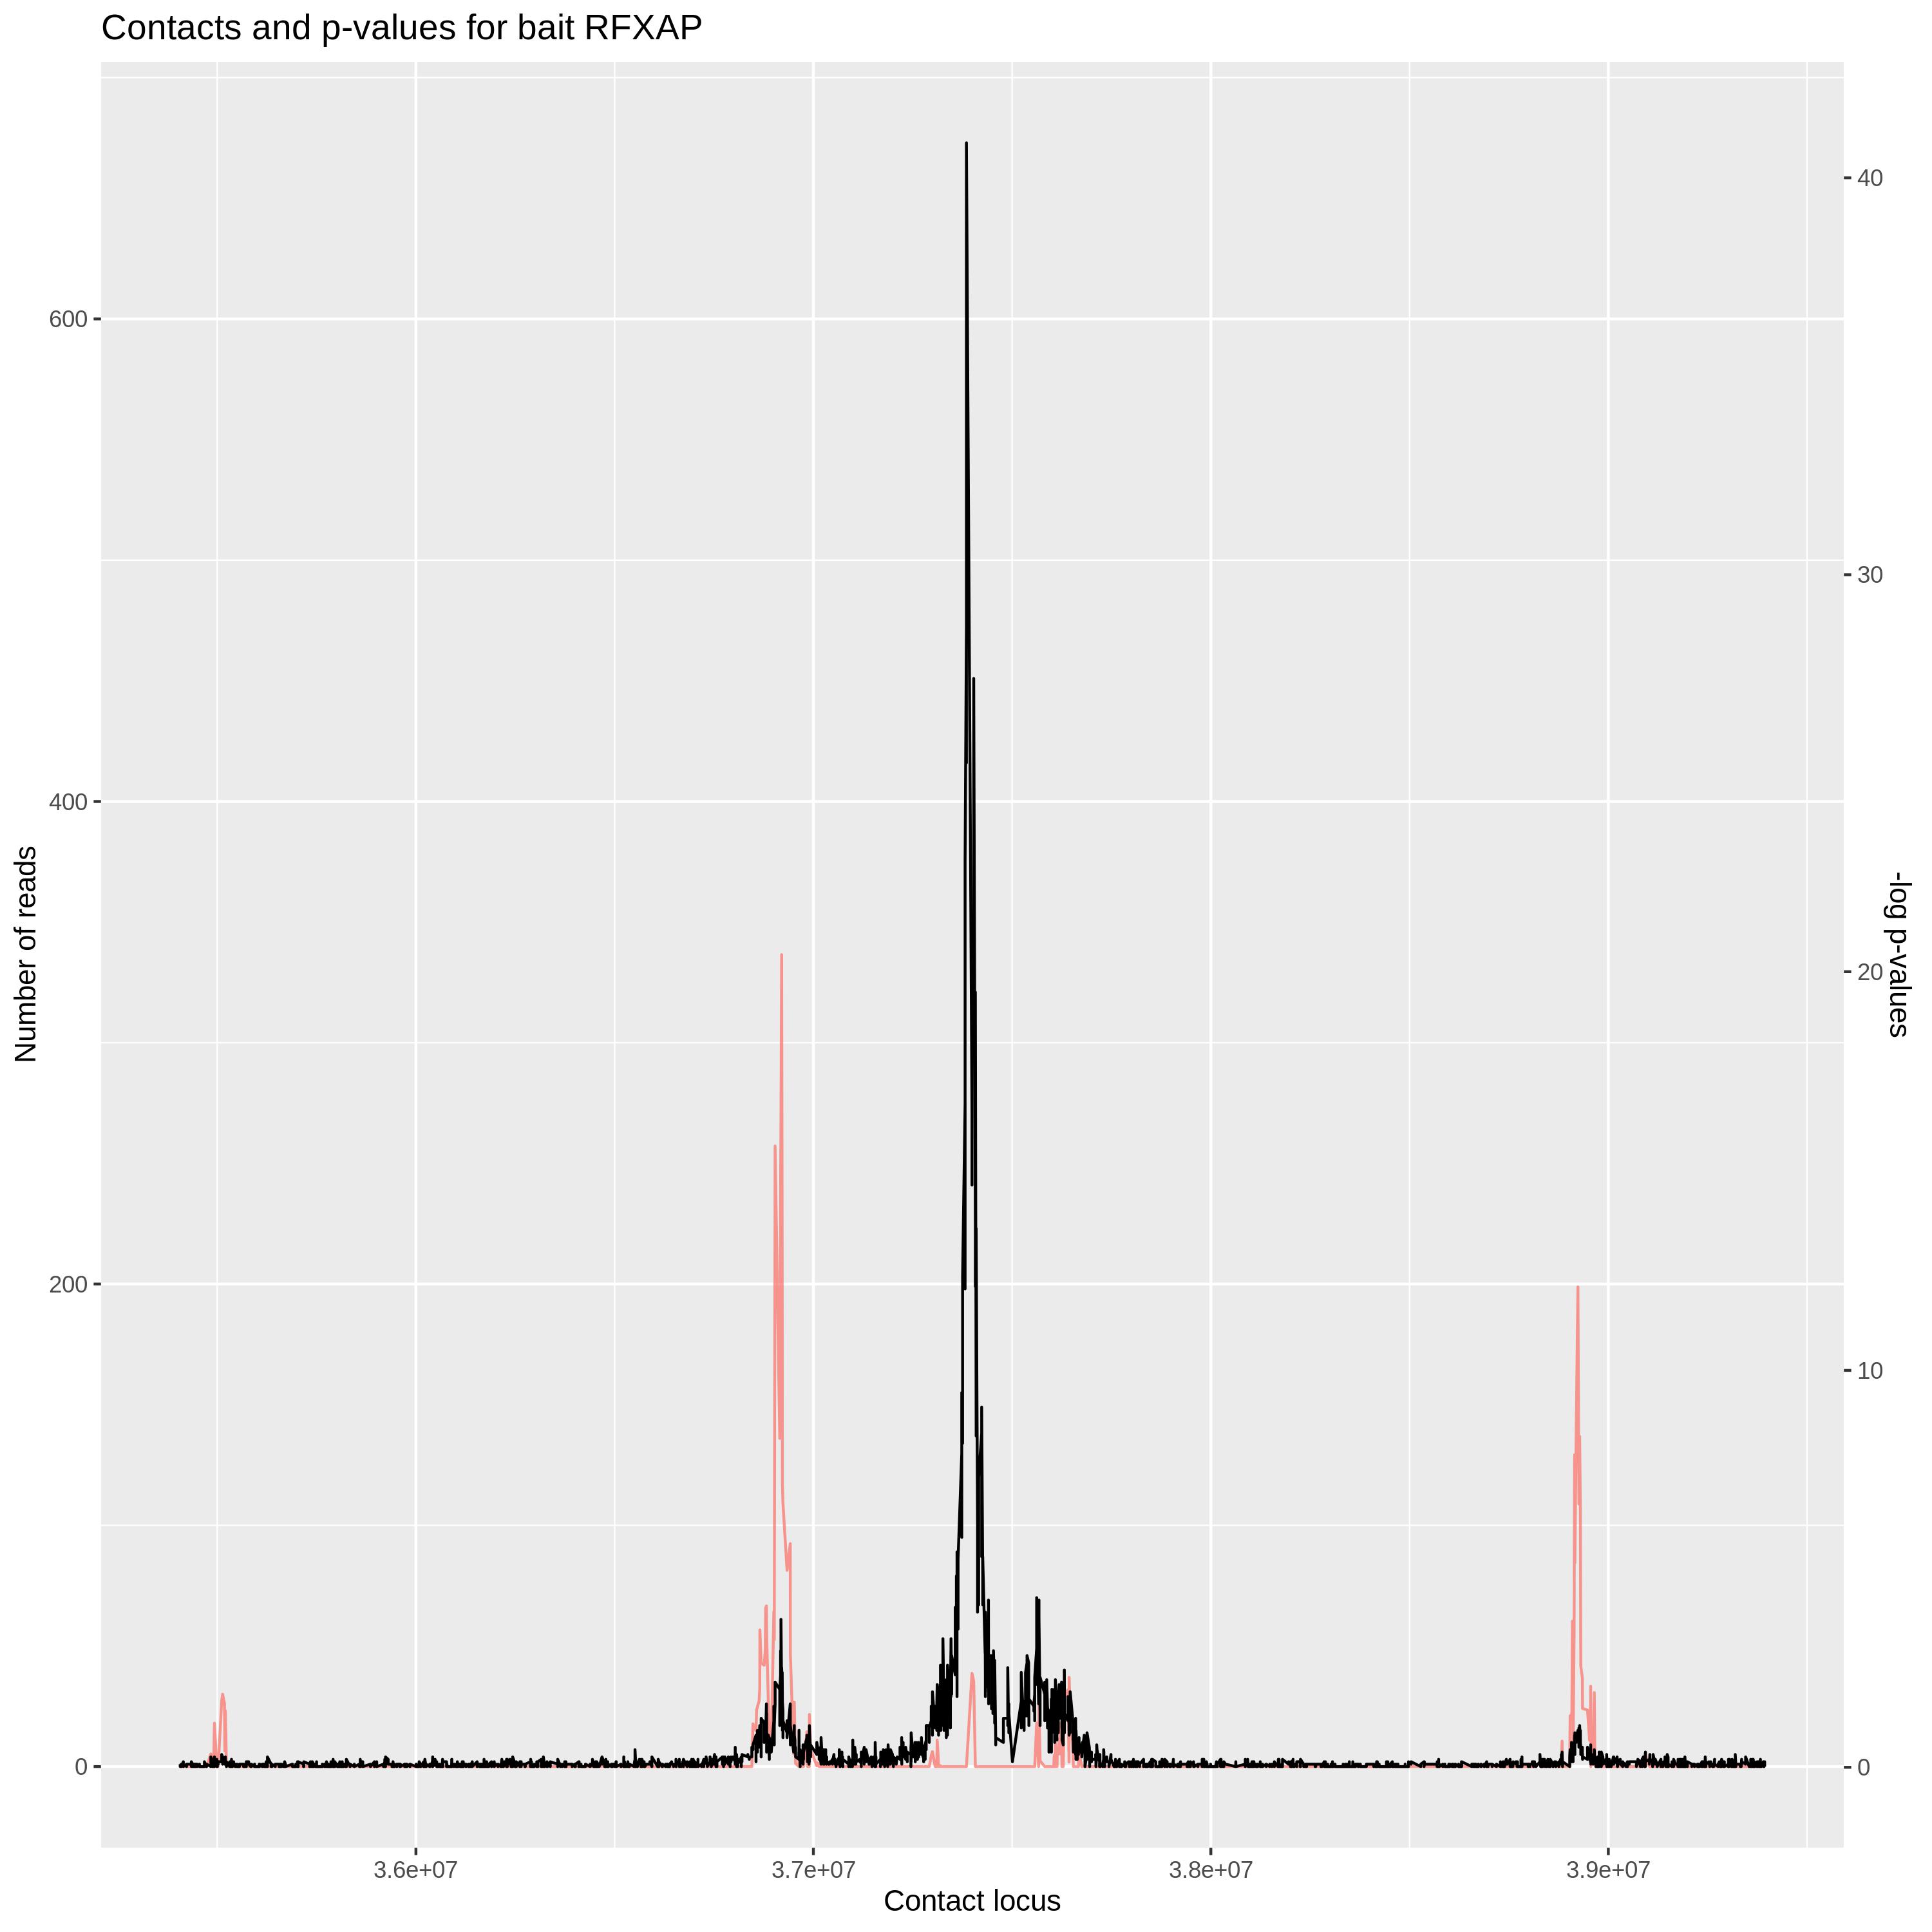 Contacts and p-values for bait RFXAP
Number of reads
600
400
200
0
40
30
20
10
0
-log p-values
3.6e+07
3.7e+07
3.8e+07
3.9e+07
Contact locus